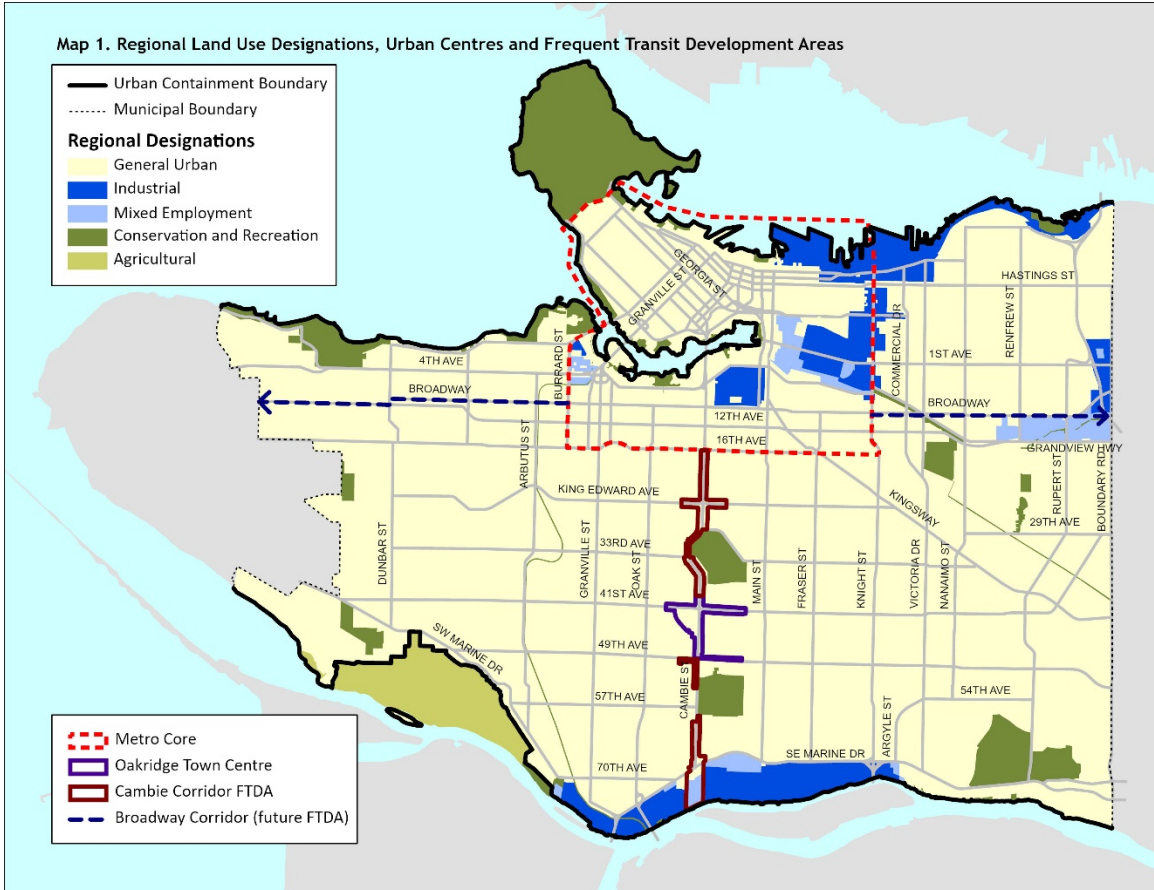 Map 1. Regional Land Use Designations, Urban Centres and Frequent Transit Development Areas
Urban Containment Boundary
Municipal Boundary
Regional Designations
General Urban
Industrial
Mixed Employment
Conservation and Recreation
Agricultural
GEORGIA ST
GRANVILLE ST
HASTINGS ST
RENFREW ST
COMMERCIAL DR
BURRARD ST
4TH AVE
1ST AVE
BROADWAY
BROADWAY
12TH AVE
16TH AVE
GRANDVIEW HWY
ARBUTUS ST
RUPERT ST
BOUNDARY RD
KING EDWARD AVE
KINGSWAY
29TH AVE
DUNBAR ST
GRANVILLE ST
OAK ST
33RD AVE
MAIN ST
FRASER ST
KNIGHT ST
VICTORIA DR
NANAIMO ST
41ST AVE
SW MARINE DR
49TH AVE
CAMBIE ST
57TH AVE
54TH AVE
ARGYLE ST
SE MARINE DR
70TH AVE
Metro Core
Oakridge Town Centre
Cambie Corridor FTDA
Broadway Corridor (future FTDA)